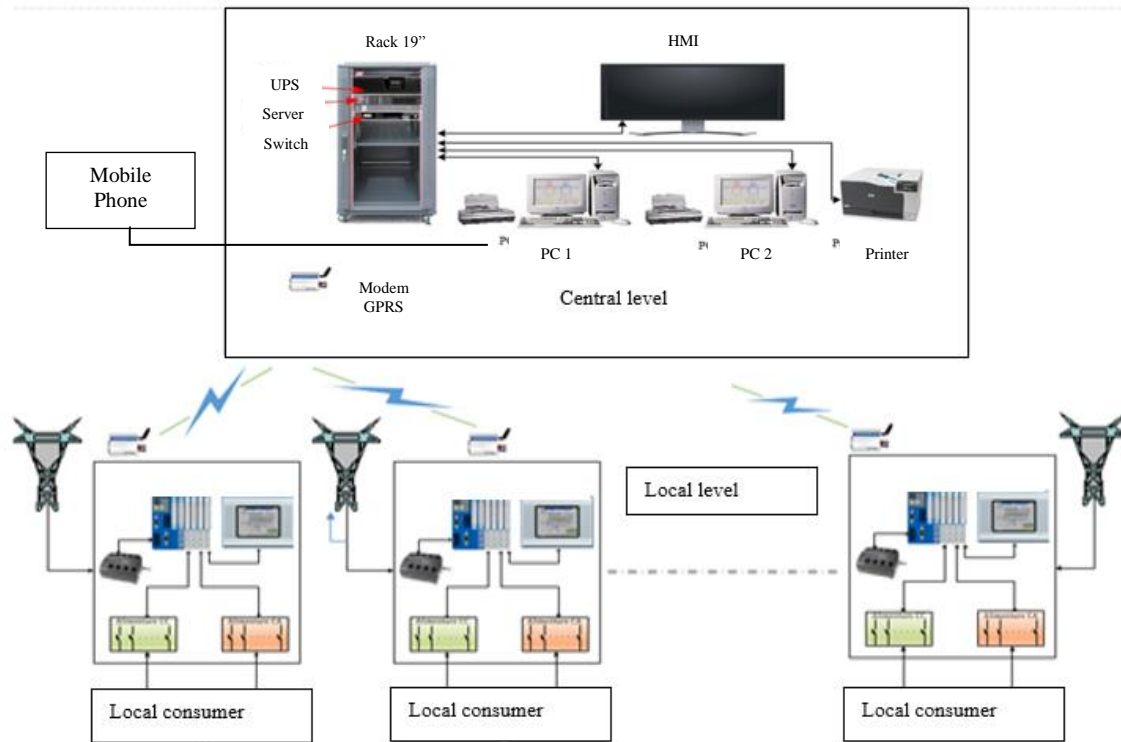 Rack 19”
HMI
UPS
Server
Switch
Mobile
Phone
PC 1
PC 2
Printer
Modem
GPRS
Central level
Local level
Local consumer
Local consumer
Local consumer